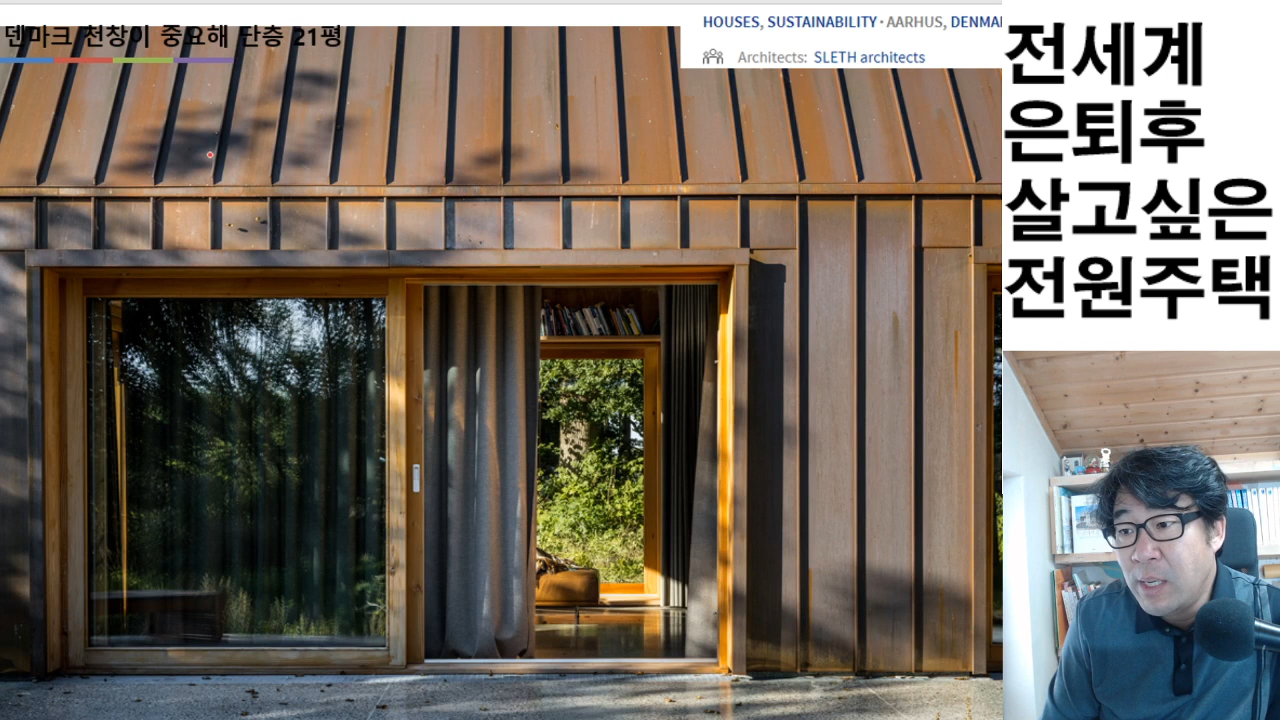 덴마크 천창이 중요해 단층 21평
HOUSES, SUSTAINABILITY · AARHUS, DENMA
Architects: SLETH architects
전세계
은퇴후
살고싶은
전원주택